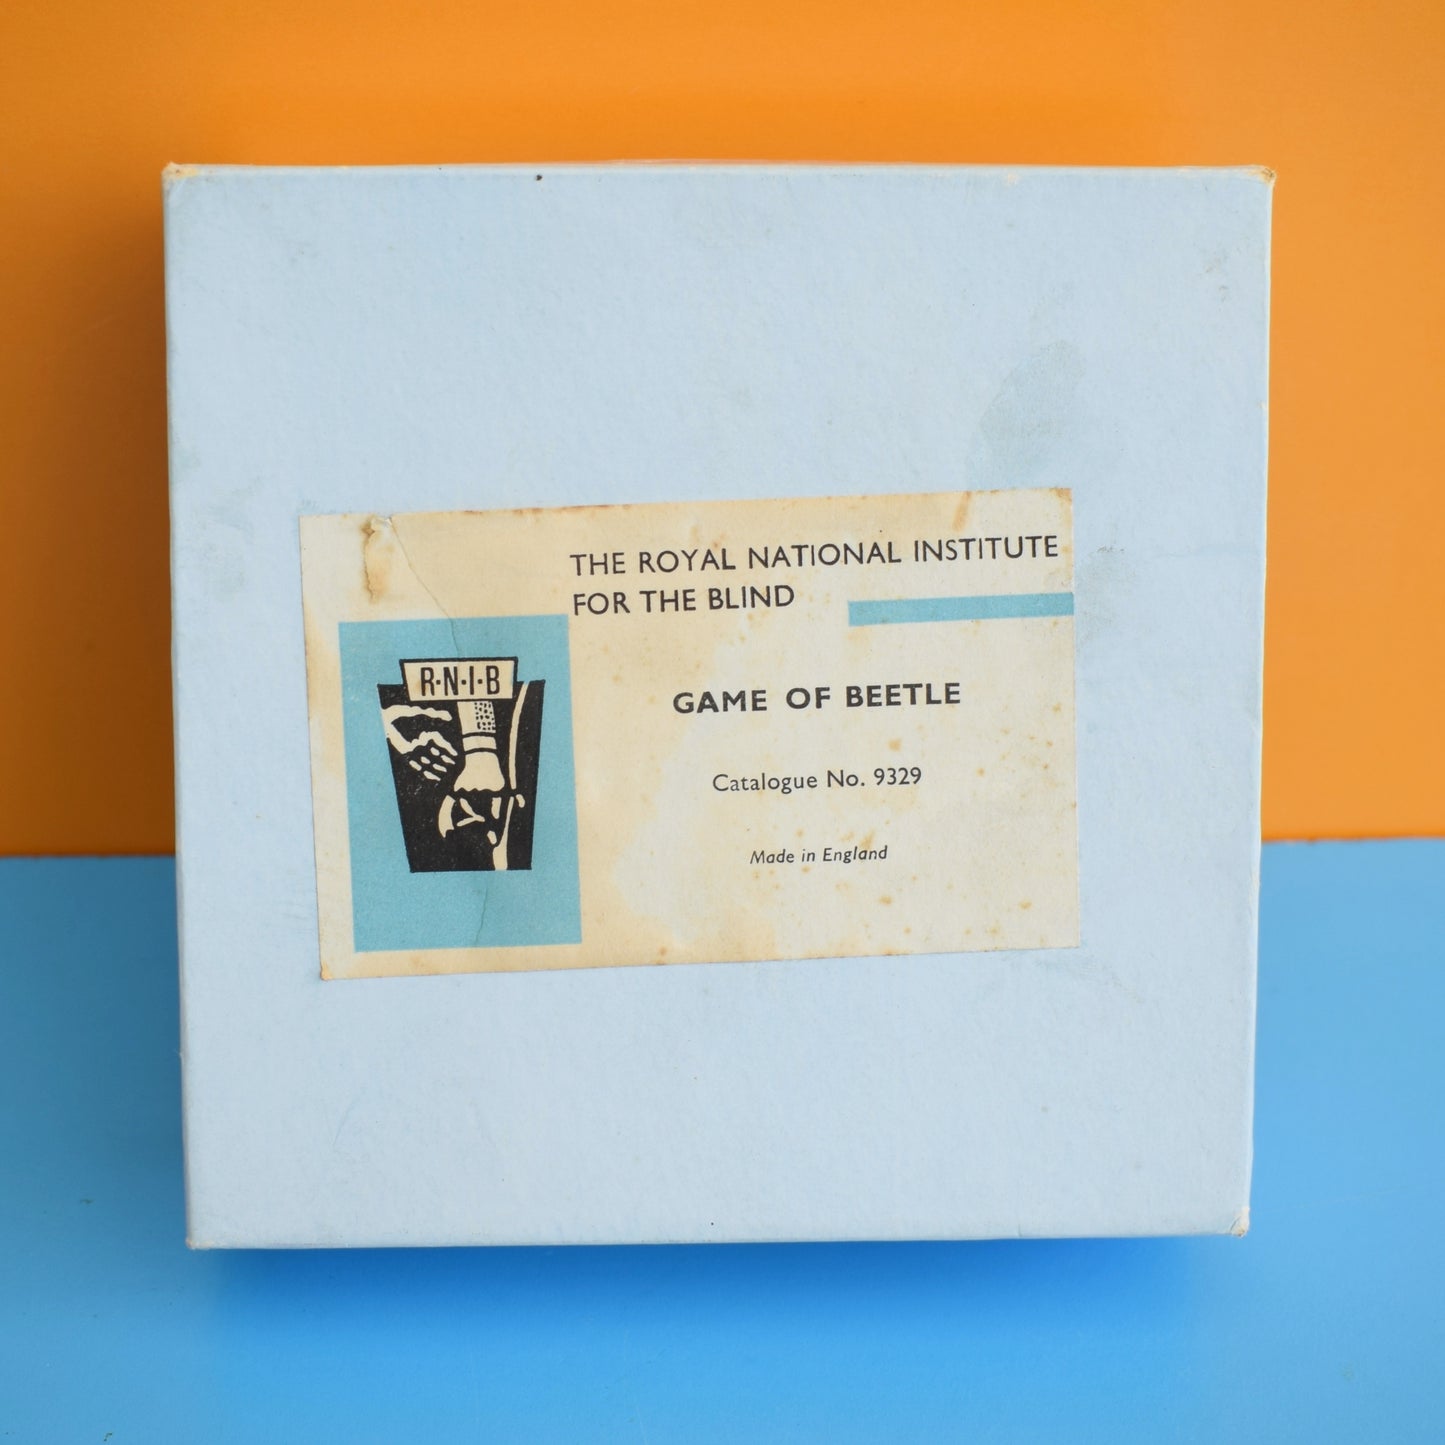 THE ROYAL NATIONAL INSTITUTE
FOR THE BLIND
R·N·I·B
GAME OF BEETLE
Catalogue No. 9329
Made in England